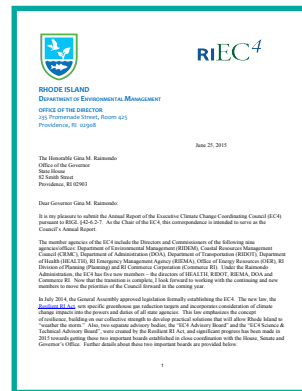 RIEC4
RHODE ISLAND
DEPARTMENT OF ENVIRONMENTAL MANAGEMENT
OFFICE OF THE DIRECTOR
235 Promenade Street, Room 425
Providence, RI 02908
June 25, 2015
The Honorable Gina M. Raimondo
Office of the Governor
State House
82 Smith Street
Providence, RI 02903
Dear Governor Gina M. Raimondo:
It is my pleasure to submit the Annual Report of the Executive Climate Change Coordinating Council (EC4)
pursuant to RIGL §42-6.2-7. As the Chair of the EC4, this correspondence is intended to serve as the
Council's Annual Report.
The member agencies of the EC4 include the Directors and Commissioners of the following nine
agencies/offices: Department of Environmental Management (RIDEM), Coastal Resources Management
Council (CRMC), Department of Administration (DOA), Department of Transportation (RIDOT), Department
of Health (HEALTH), RI Emergency Management Agency (RIEMA), Office of Energy Resources (OER), RI
Division of Planning (Planning) and RI Commerce Corporation (Commerce RI). Under the Raimondo
Administration, the EC4 has five new members – the directors of HEALTH, RIDOT, RIEMA, DOA and
Commerce RI. Now that the transition is complete, I look forward to working with the continuing and new
members to move the priorities of the Council forward in the coming year.
In July 2014, the General Assembly approved legislation formally establishing the EC4. The new law, the
Resilient RI Act, sets specific greenhouse gas reduction targets and incorporates consideration of climate
change impacts into the powers and duties of all state agencies. This law emphasizes the concept
of resilience, building on our collective strength to develop practical solutions that will allow Rhode Island to
"weather the storm." Also, two separate advisory bodies, the "EC4 Advisory Board" and the "EC4 Science &
Technical Advisory Board", were created by the Resilient RI Act, and significant progress has been made in
2015 towards getting these two important boards established in close coordination with the House, Senate and
Governor's Office. Further details about these two important boards are provided below.
1